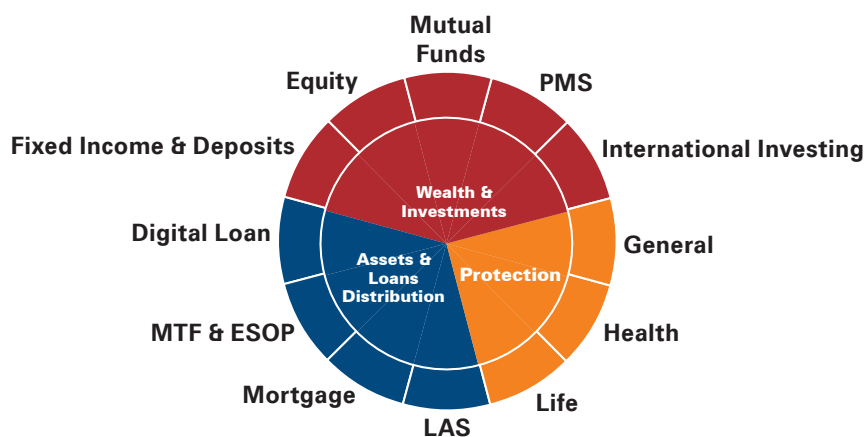 Mutual
Funds
Equity
PMS
Fixed Income & Deposits
International Investing
Wealth &
Investments
Digital Loan
General
Assets &
Loans
Distribution
Protection
MTF & ESOP
Health
Mortgage
Life
LAS